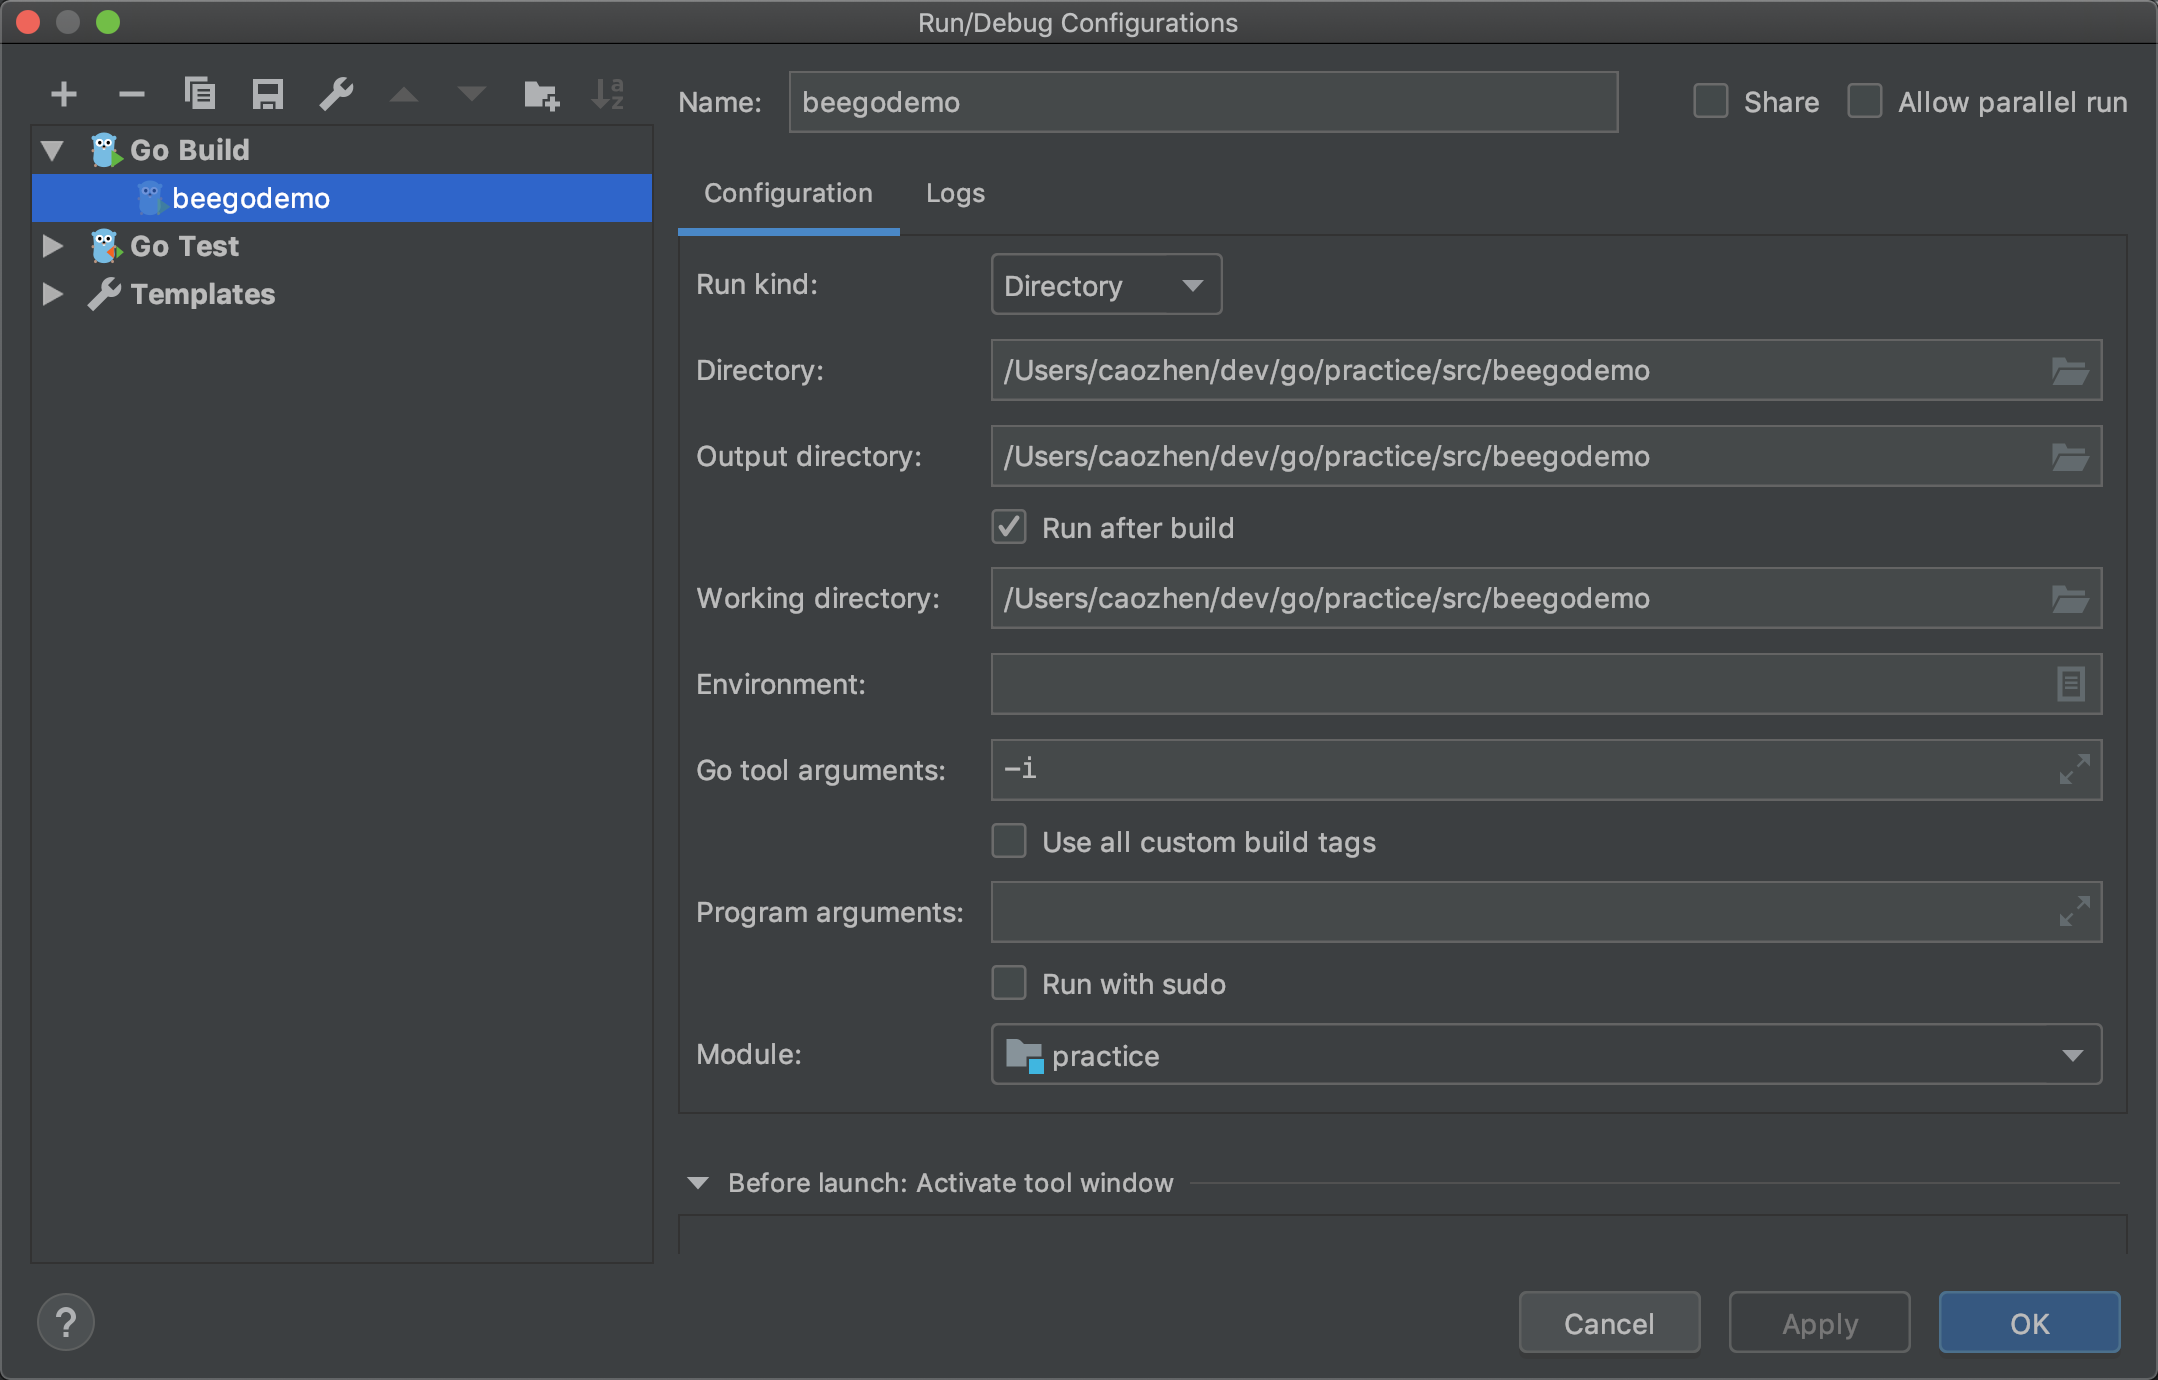 Run/Debug Configurations
Name: beegodemo Share Allow parallel run
Go Build
beegodemo
Go Test
Templates
Configuration Logs
Run kind: Directory
Directory: /Users/caozhen/dev/go/practice/src/beegodemo
Output directory: /Users/caozhen/dev/go/practice/src/beegodemo
Run after build
Working directory: /Users/caozhen/dev/go/practice/src/beegodemo
Environment:
Go tool arguments: -i
Use all custom build tags
Program arguments:
Run with sudo
Module: practice
Before launch: Activate tool window
? Cancel Apply OK